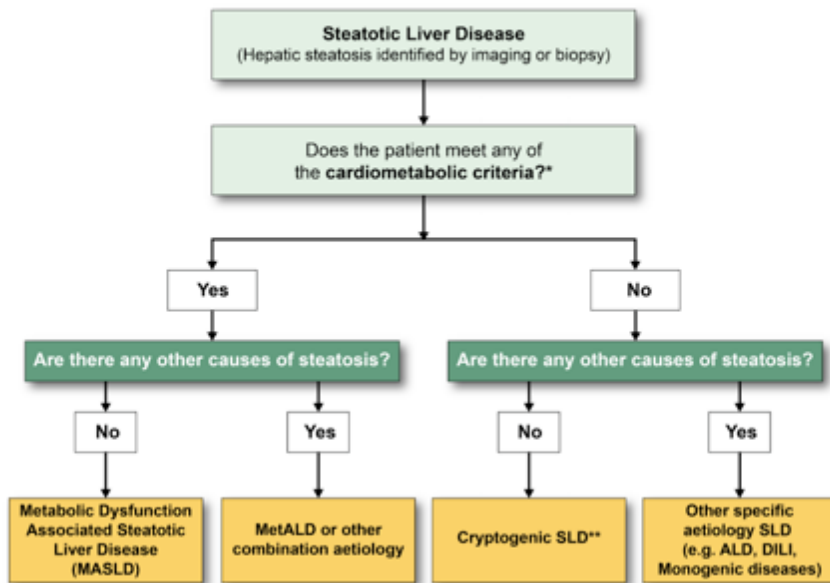 Steatotic Liver Disease
(Hepatic steatosis identified by imaging or biopsy)
Does the patient meet any of
the cardiometabolic criteria?*
Yes
No
Are there any other causes of steatosis?
Are there any other causes of steatosis?
No
Yes
No
Yes
Metabolic Dysfunction
Associated Steatotic
Liver Disease
(MASLD)
MetALD or other
combination aetiology
Cryptogenic SLD**
Other specific
aetiology SLD
(e.g. ALD, DILI,
Monogenic diseases)